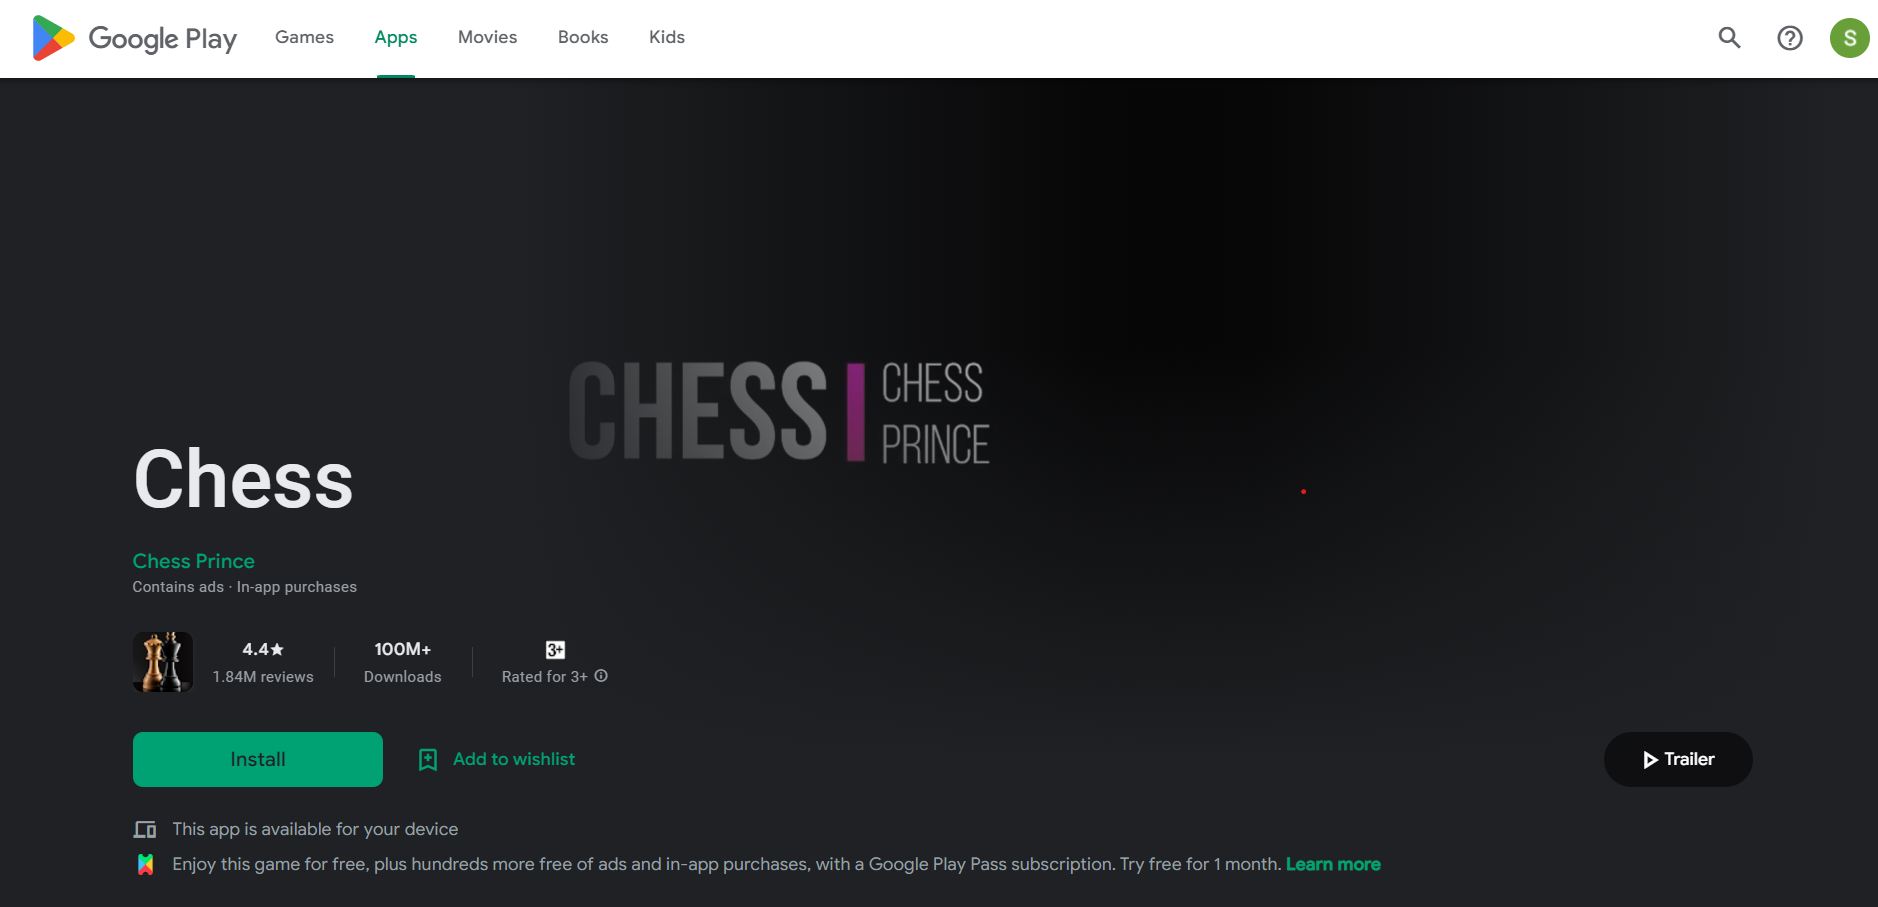 Google Play Games Apps Movies Books Kids S
CHESS CHESS
PRINCE
Chess
Chess Prince
Contains ads · In-app purchases
4.4★ 100M+ 3+
1.84M reviews Downloads Rated for 3+
Install Add to wishlist Trailer
This app is available for your device
Enjoy this game for free, plus hundreds more free of ads and in-app purchases, with a Google Play Pass subscription. Try free for 1 month. Learn more